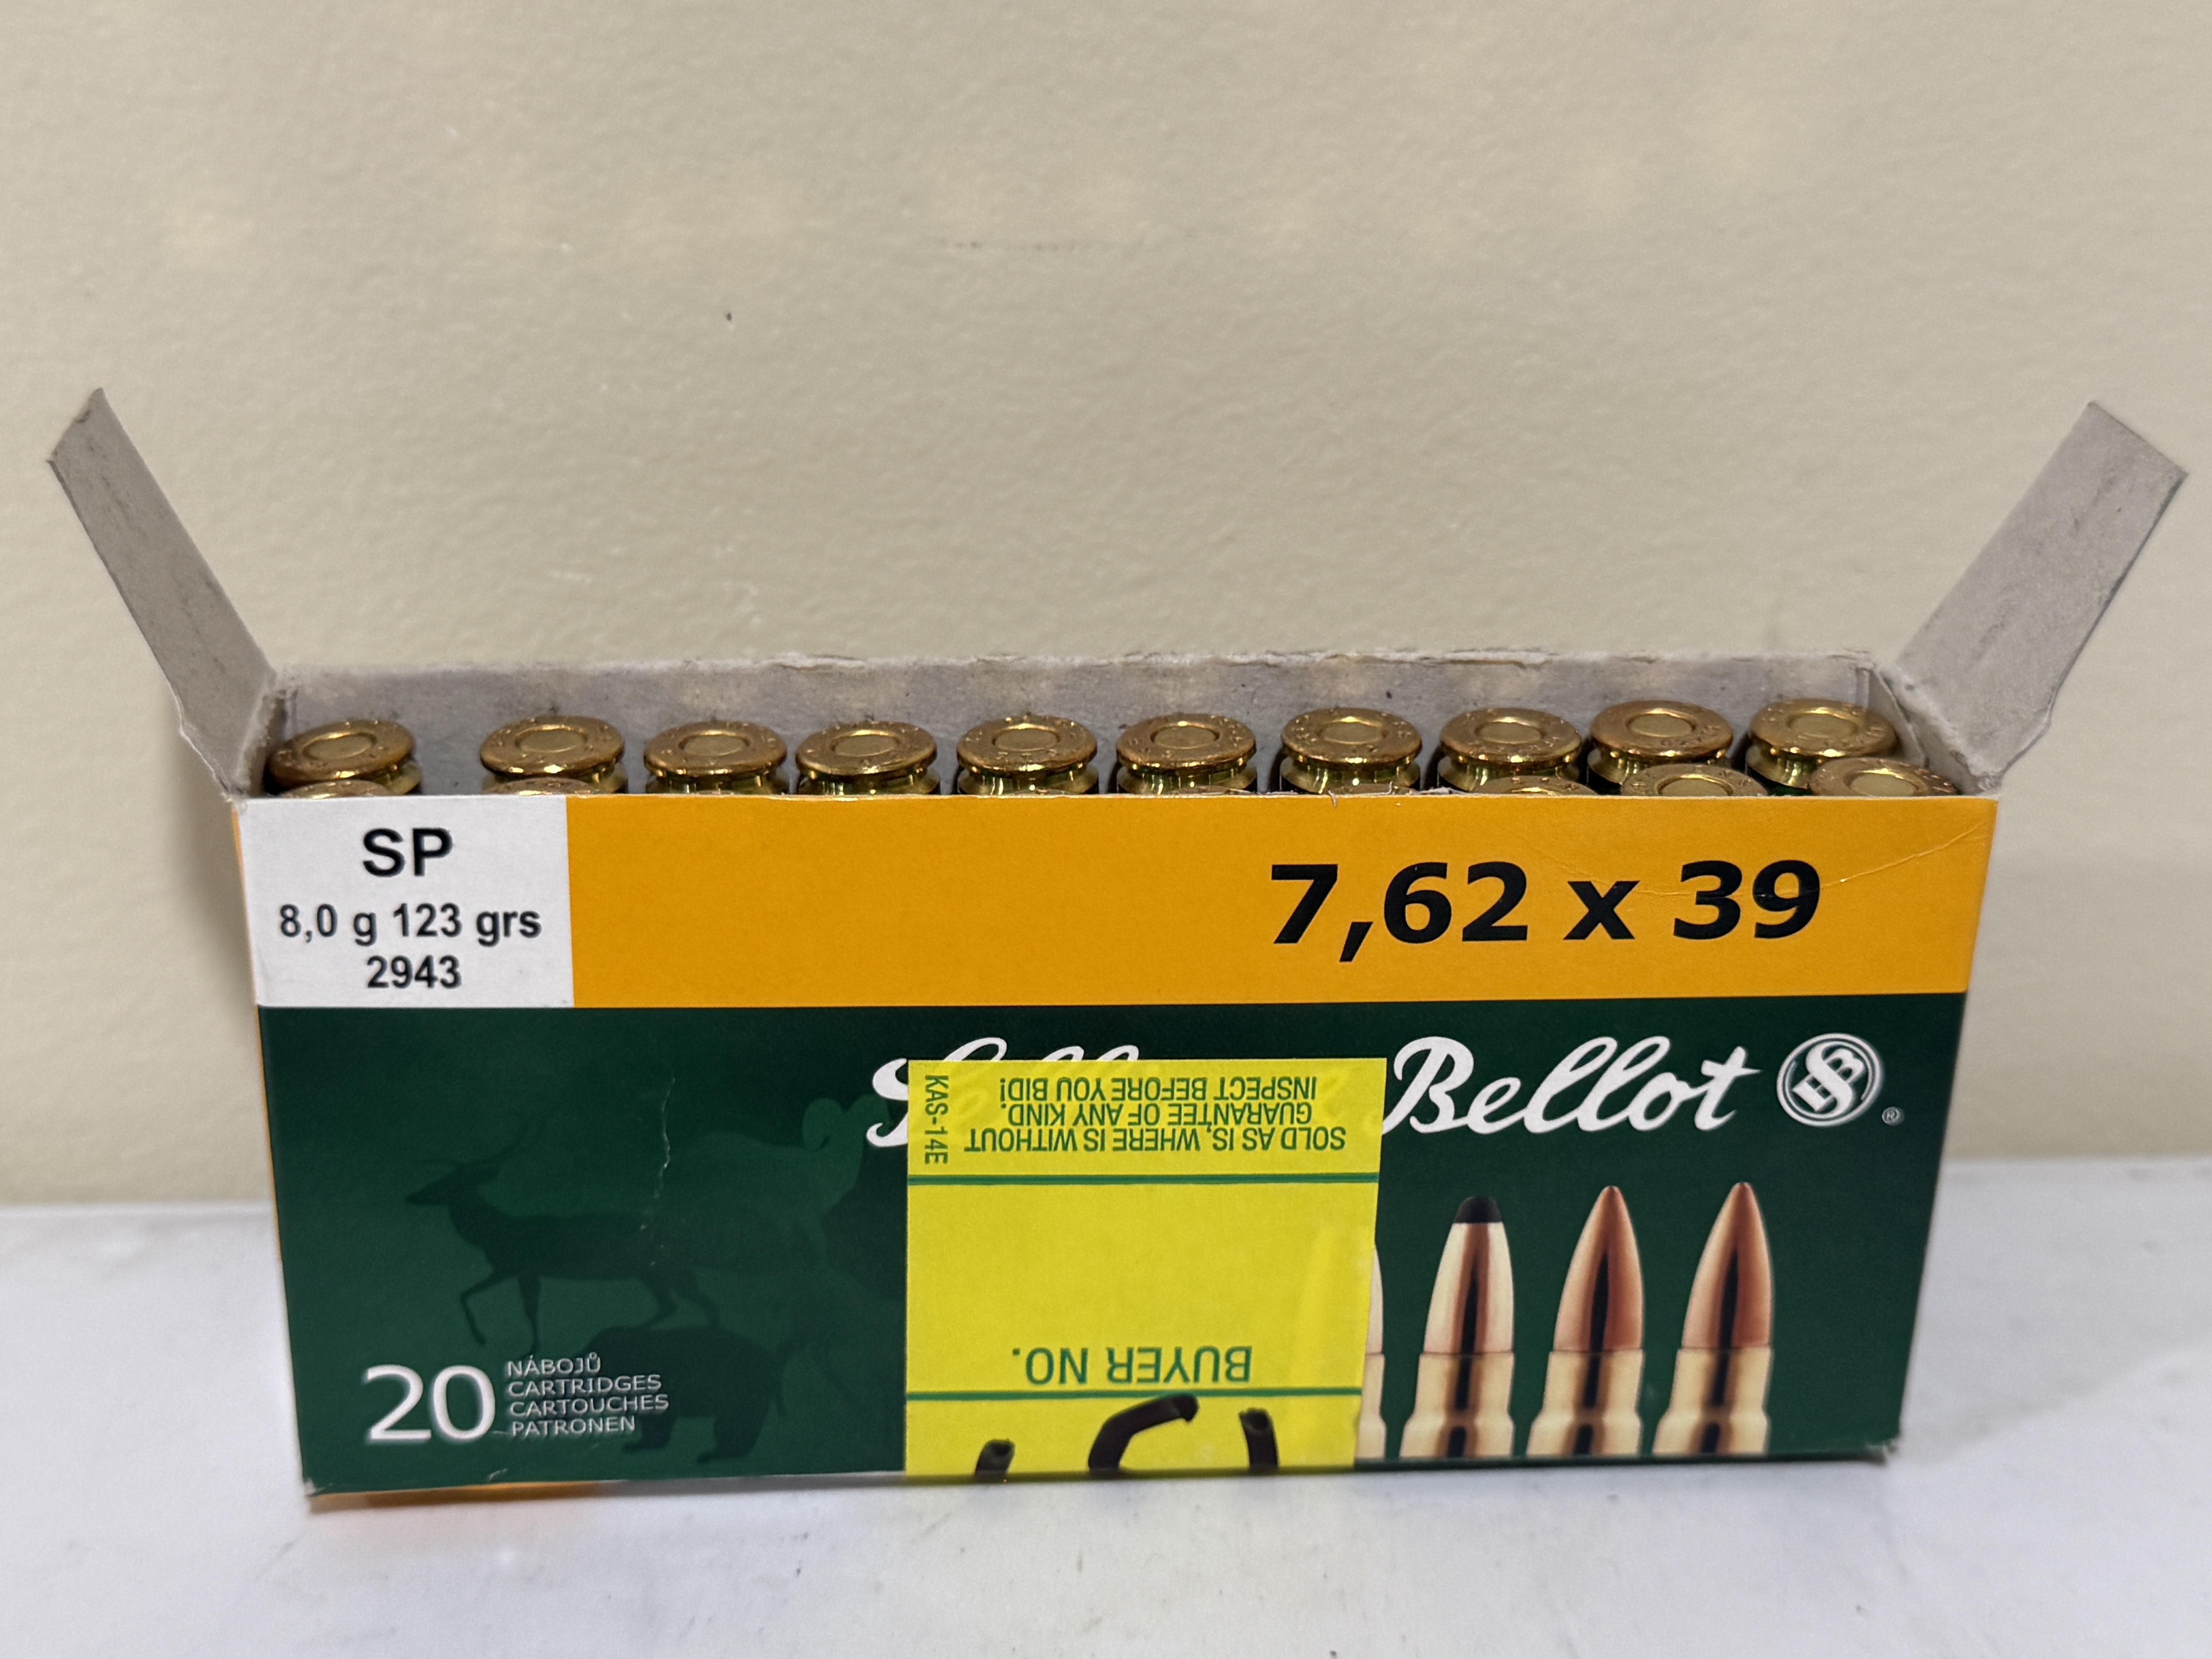 SP
8,0 g 123 grs
2943
7,62 x 39
Bellot
®
KAS-14E
SOLD AS IS, WHERE IS WITHOUT
GUARANTEE OF ANY KIND.
INSPECT BEFORE YOU BID!
BUYER NO.
20
NÁBOJŮ
CARTRIDGES
CARTOUCHES
PATRONEN